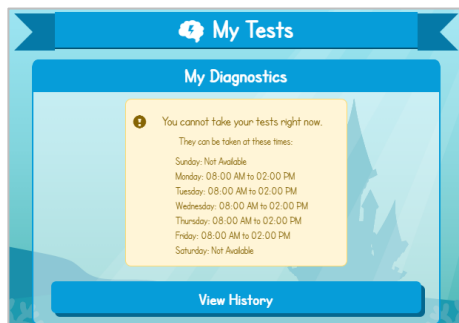 My Tests
My Diagnostics
You cannot take your tests right now.
They can be taken at these times:
Sunday: Not Available
Monday: 08:00 AM to 02:00 PM
Tuesday: 08:00 AM to 02:00 PM
Wednesday: 08:00 AM to 02:00 PM
Thursday: 08:00 AM to 02:00 PM
Friday: 08:00 AM to 02:00 PM
Saturday: Not Available
View History